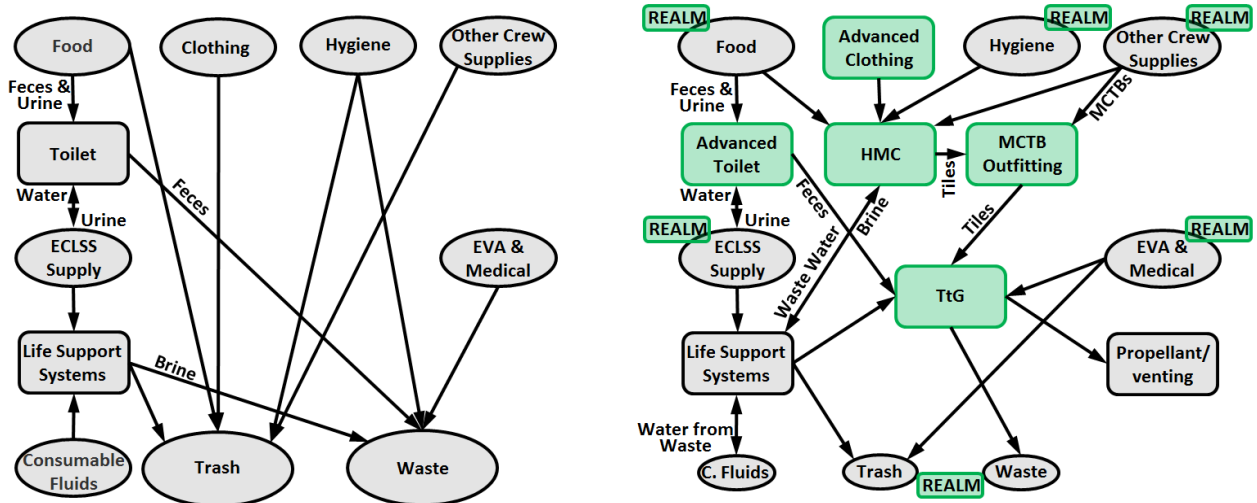 Food
Clothing
Hygiene
Other Crew
Supplies
Feces &
Urine
Toilet
Water
Urine
Feces
ECLSS
Supply
EVA &
Medical
Life Support
Systems
Brine
Consumable
Fluids
Trash
Waste
REALM
Food
Advanced
Clothing
REALM
Hygiene
REALM
Other Crew
Supplies
Feces &
Urine
MCTBs
Advanced
Toilet
HMC
Tiles
MCTB
Outfitting
Water
Urine
Feces
Brine
Waste Water
Tiles
REALM
ECLSS
Supply
REALM
EVA &
Medical
TtG
Life Support
Systems
Propellant/
venting
Water from
Waste
C. Fluids
Trash
REALM
Waste